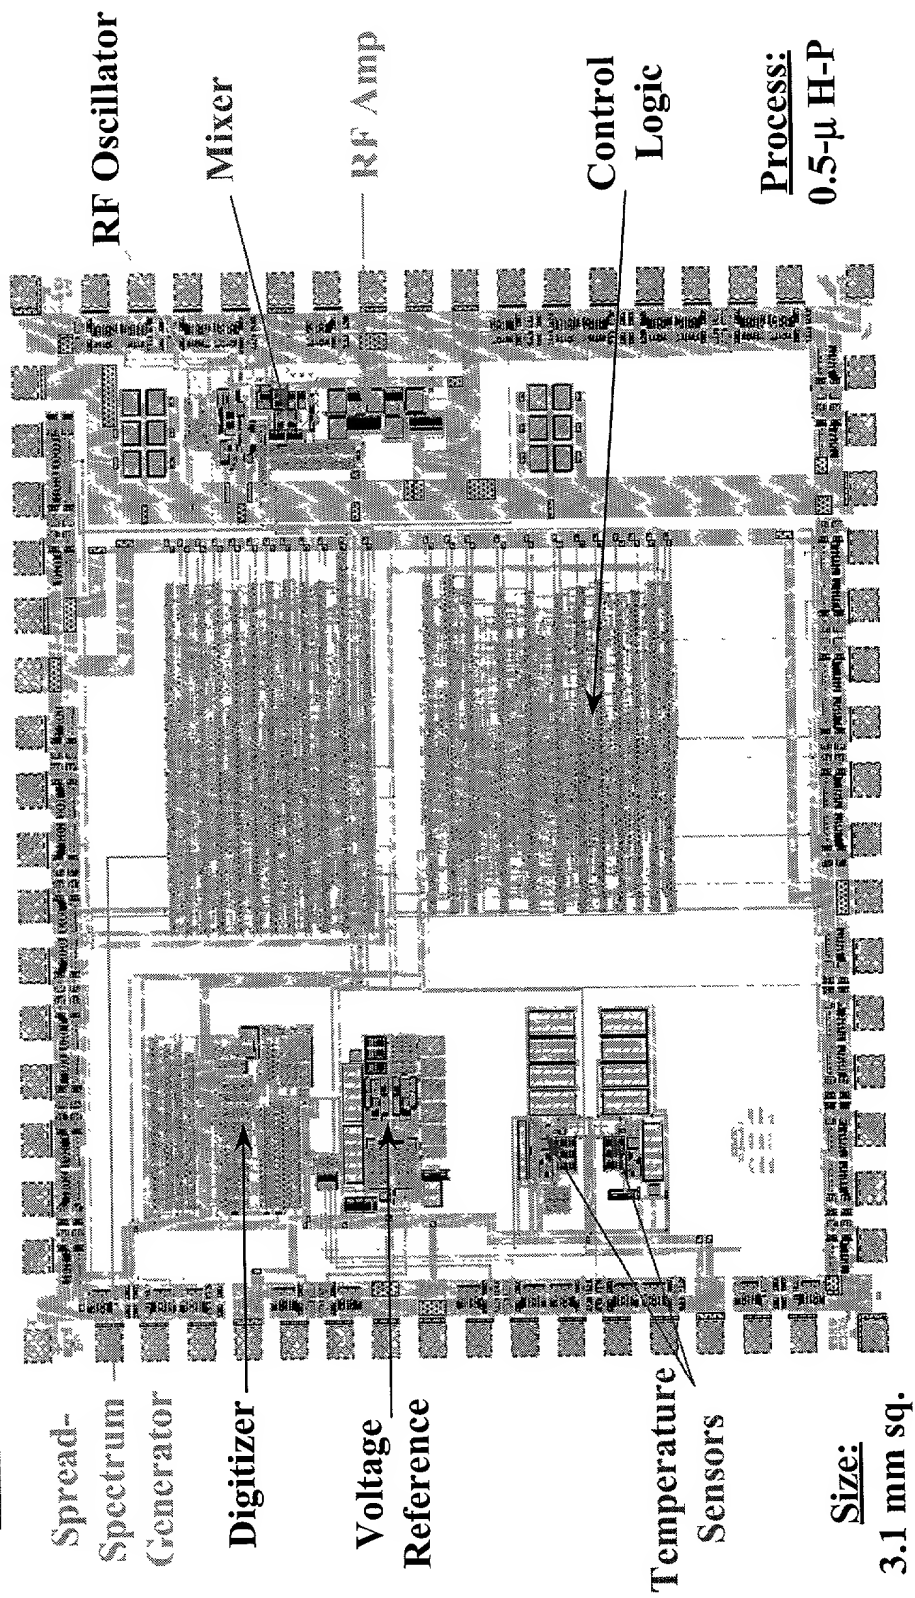 Spread-
Spectrum
Generator
Digitizer
Voltage
Reference
Temperature
Sensors
Size:
3.1 mm sq.
RF Oscillator
Mixer
RF Amp
Control
Logic
Process:
0.5-μ H-P